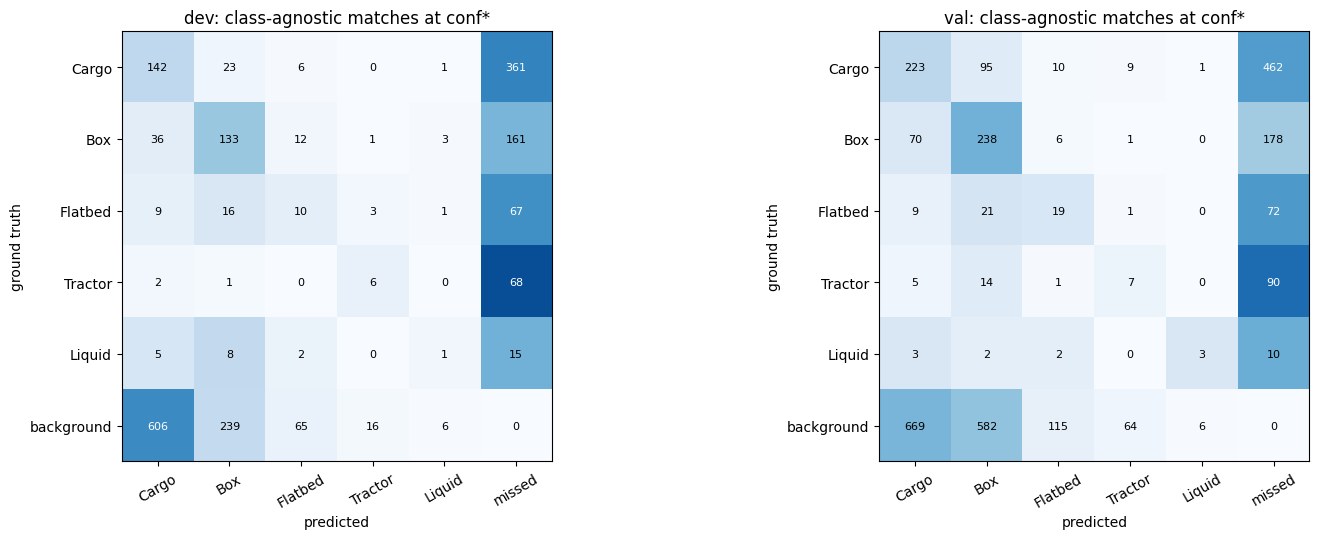 dev: class-agnostic matches at conf*
ground truth
Cargo 142 23 6 0 1 361
Box 36 133 12 1 3 161
Flatbed 9 16 10 3 1 67
Tractor 2 1 0 6 0 68
Liquid 5 8 2 0 1 15
background 606 239 65 16 6 0
Cargo Box Flatbed Tractor Liquid missed
predicted
val: class-agnostic matches at conf*
ground truth
Cargo 223 95 10 9 1 462
Box 70 238 6 1 0 178
Flatbed 9 21 19 1 0 72
Tractor 5 14 1 7 0 90
Liquid 3 2 2 0 3 10
background 669 582 115 64 6 0
Cargo Box Flatbed Tractor Liquid missed
predicted